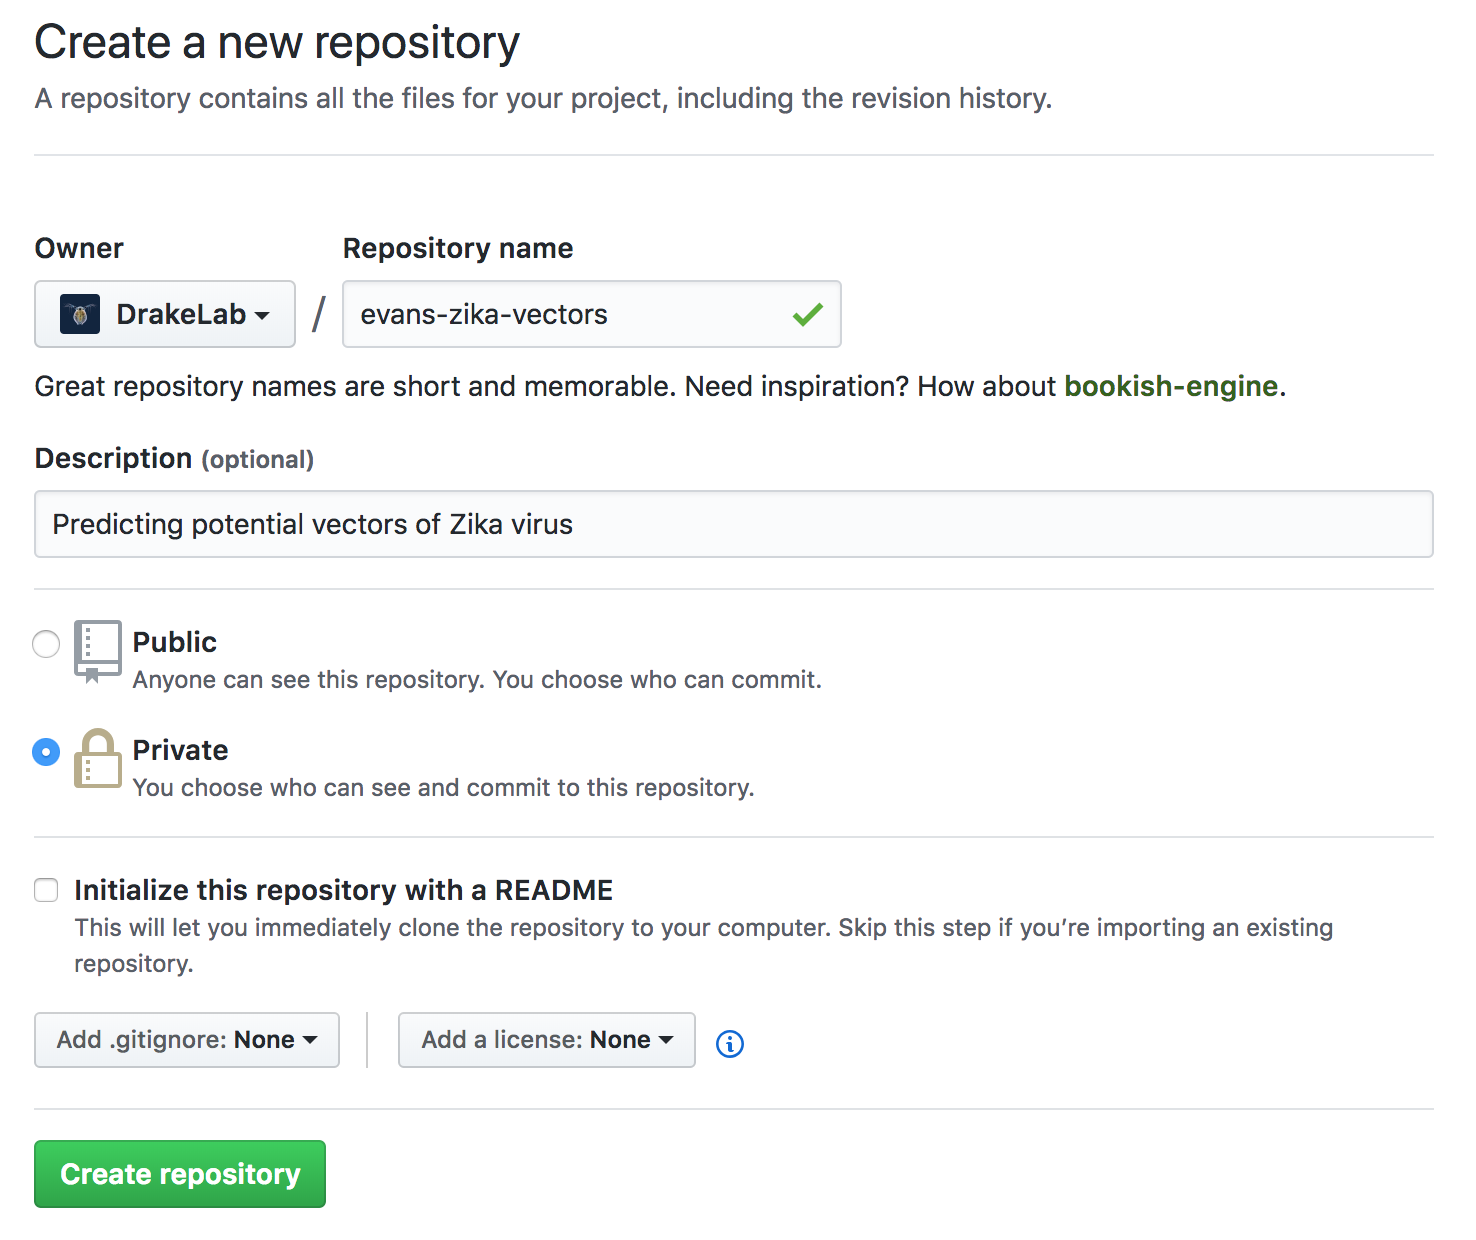 Create a new repository
A repository contains all the files for your project, including the revision history.
Owner
Repository name
DrakeLab
/
evans-zika-vectors
Great repository names are short and memorable. Need inspiration? How about bookish-engine.
Description (optional)
Predicting potential vectors of Zika virus
Public
Anyone can see this repository. You choose who can commit.
Private
You choose who can see and commit to this repository.
Initialize this repository with a README
This will let you immediately clone the repository to your computer. Skip this step if you’re importing an existing
repository.
Add .gitignore: None
Add a license: None
Create repository